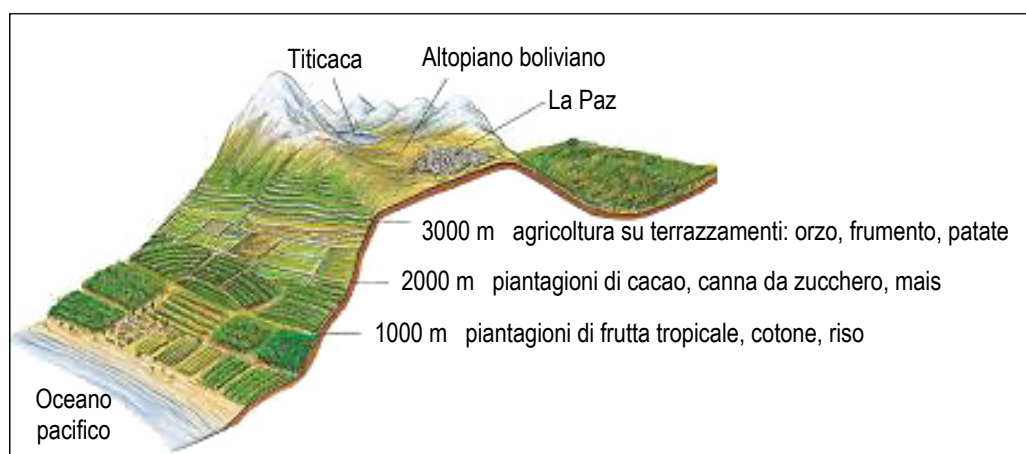 Titicaca
Altopiano boliviano
La Paz
3000 m agricoltura su terrazzamenti: orzo, frumento, patate
2000 m piantagioni di cacao, canna da zucchero, mais
1000 m piantagioni di frutta tropicale, cotone, riso
Oceano
pacifico